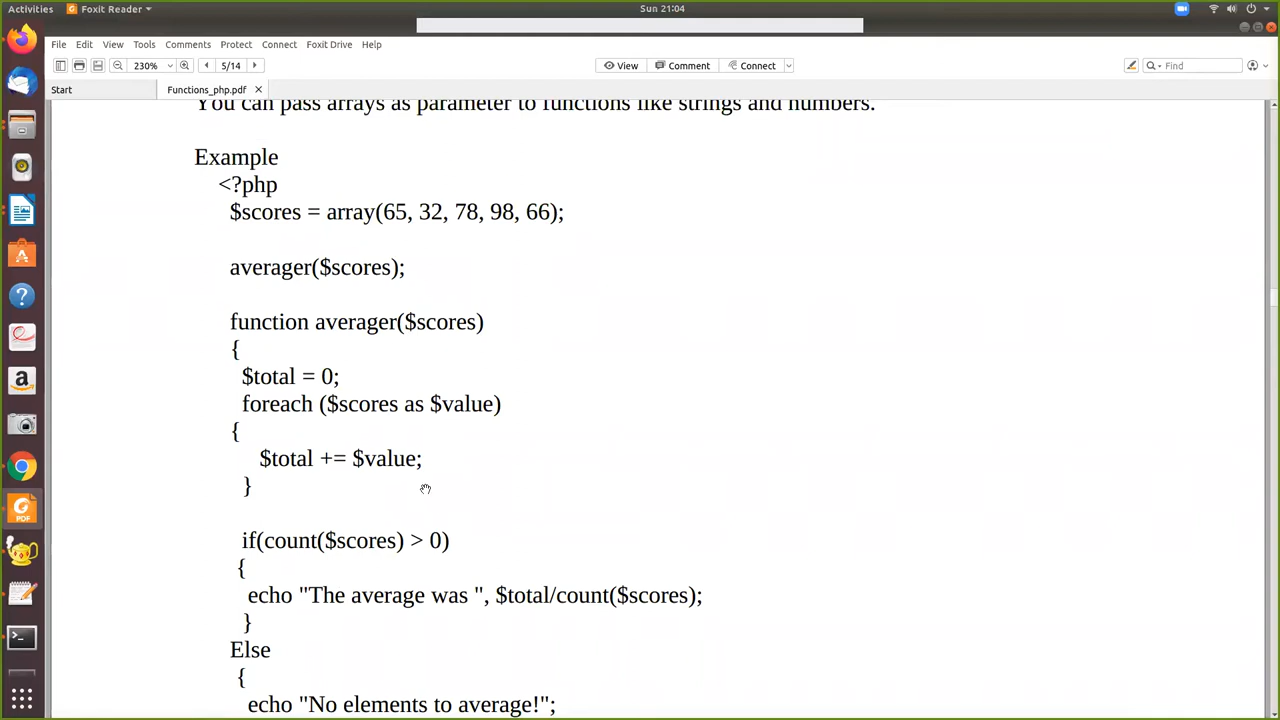 Activities
Foxit Reader
Sun 21:04
File Edit View Tools Comments Protect Connect Foxit Drive Help
230% 5/14 View Comment Connect Find
Start Functions_php.pdf
You can pass arrays as parameter to functions like strings and numbers.
Example
<?php
$scores = array(65, 32, 78, 98, 66);
averager($scores);
function averager($scores)
{
$total = 0;
foreach ($scores as $value)
{
$total += $value;
}
if(count($scores) > 0)
{
echo "The average was ", $total/count($scores);
}
Else
{
echo "No elements to average!";